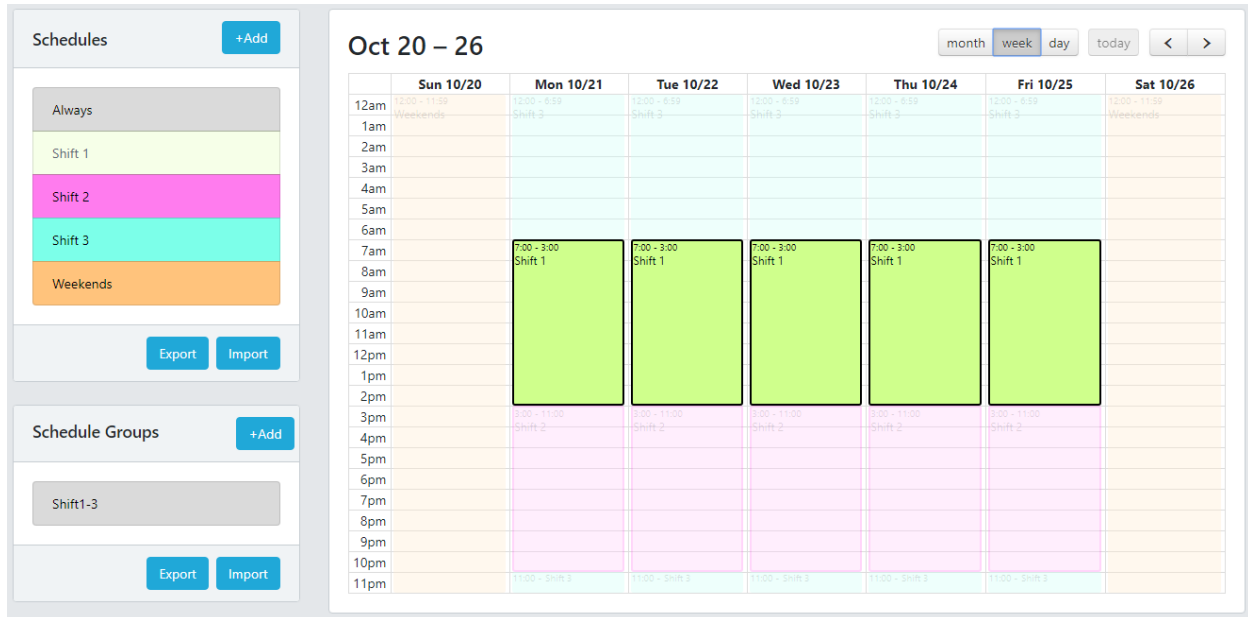 Schedules
+Add
Always
Shift 1
Shift 2
Shift 3
Weekends
Export
Import
Schedule Groups
+Add
Shift1-3
Export
Import
Oct 20 – 26
month
week
day
today
Sun 10/20
Mon 10/21
Tue 10/22
Wed 10/23
Thu 10/24
Fri 10/25
Sat 10/26
12am
1am
2am
3am
4am
5am
6am
7am
8am
9am
10am
11am
12pm
1pm
2pm
3pm
4pm
5pm
6pm
7pm
8pm
9pm
10pm
11pm
12:00 - 11:59
Weekends
12:00 - 6:59
Shift 3
7:00 - 3:00
Shift 1
3:00 - 11:00
Shift 2
11:00 - Shift 3
12:00 - 6:59
Shift 3
7:00 - 3:00
Shift 1
3:00 - 11:00
Shift 2
11:00 - Shift 3
12:00 - 6:59
Shift 3
7:00 - 3:00
Shift 1
3:00 - 11:00
Shift 2
11:00 - Shift 3
12:00 - 6:59
Shift 3
7:00 - 3:00
Shift 1
3:00 - 11:00
Shift 2
11:00 - Shift 3
12:00 - 6:59
Shift 3
7:00 - 3:00
Shift 1
3:00 - 11:00
Shift 2
11:00 - Shift 3
12:00 - 11:59
Weekends